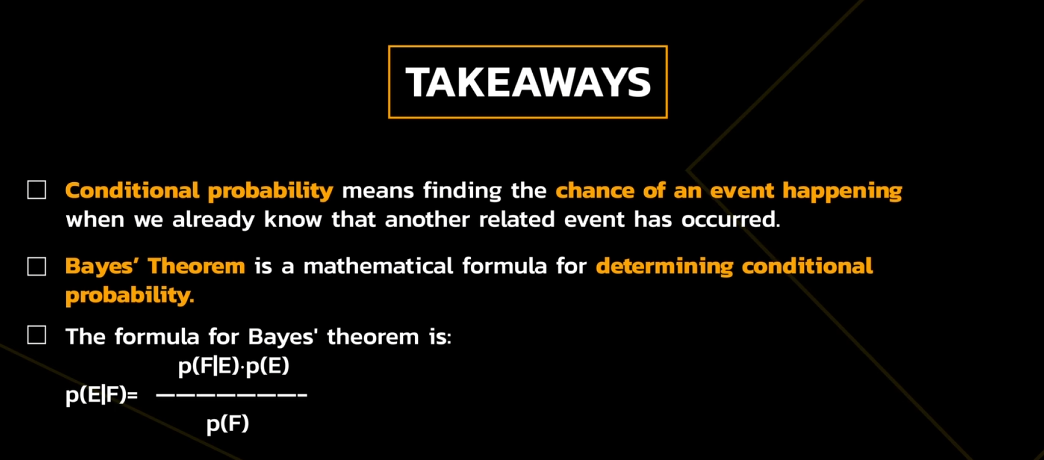 TAKEAWAYS
Conditional probability means finding the chance of an event happening
when we already know that another related event has occurred.
Bayes’ Theorem is a mathematical formula for determining conditional
probability.
The formula for Bayes' theorem is:
p(F|E)·p(E)
p(E|F)= ————————
p(F)